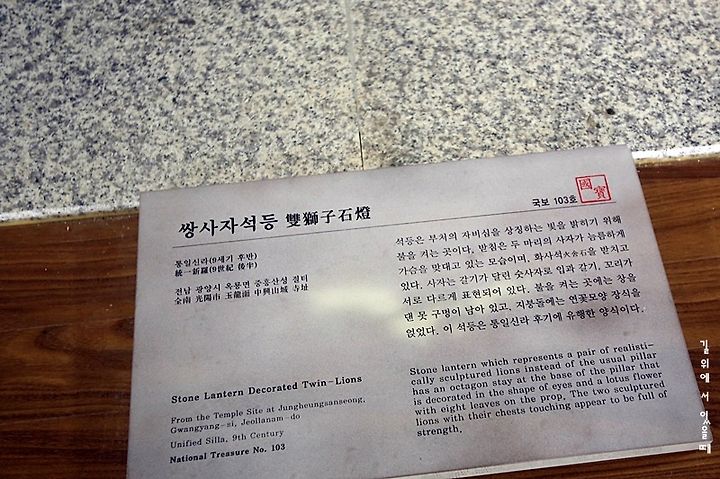 쌍사자석등 雙獅子石燈
국보 103호
國寶
통일신라(9세기 후반)
統一新羅(9世紀 後半)
전남 광양시 옥룡면 중흥산성 절터
全南 光陽市 玉龍面 中興山城 寺址
석등은 부처의 자비심을 상징하는 빛을 밝히기 위해
불을 켜는 곳이다. 받침은 두 마리의 사자가 늠름하게
가슴을 맞대고 있는 모습이며, 화사석火舍石을 받치고
있다. 사자는 갈기가 달린 숫사자로 입과 갈기, 꼬리가
서로 다르게 표현되어 있다. 불을 켜는 곳에는 창을
댄 못 구멍이 남아 있고, 지붕돌에는 연꽃모양 장식을
얹었다. 이 석등은 통일신라 후기에 유행한 양식이다.
Stone Lantern Decorated Twin-Lions
From the Temple Site at Jungheungsanseong,
Gwangyang-si, Jeollanam-do
Unified Silla, 9th Century
National Treasure No. 103
Stone lantern which represents a pair of realisti-
cally sculptured lions instead of the usual pillar
has an octagon stay at the base of the pillar that
is decorated in the shape of eyes and a lotus flower
with eight leaves on the prop. The two sculptured
lions with their chests touching appear to be full of
strength.
길 위에서